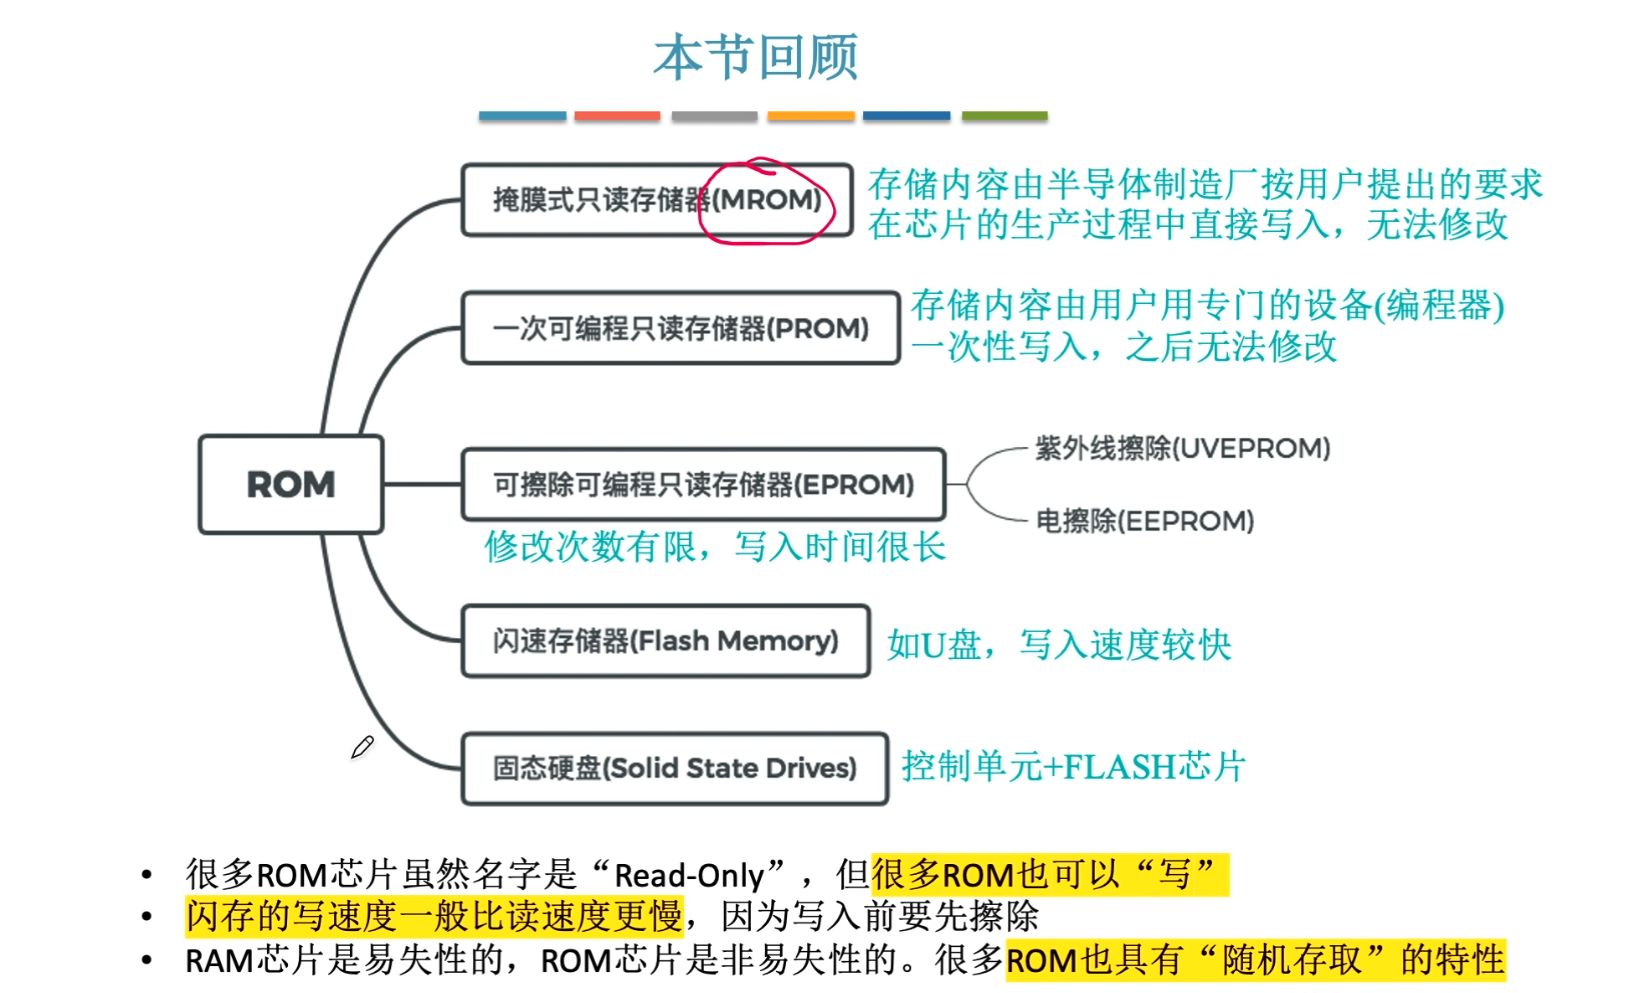 本节回顾
掩膜式只读存储器(MROM)
存储内容由半导体制造厂按用户提出的要求
在芯片的生产过程中直接写入，无法修改
一次可编程只读存储器(PROM)
存储内容由用户用专门的设备(编程器)
一次性写入，之后无法修改
ROM
可擦除可编程只读存储器(EPROM)
紫外线擦除(UVEPROM)
电擦除(EEPROM)
修改次数有限，写入时间很长
闪速存储器(Flash Memory)
如U盘，写入速度较快
固态硬盘(Solid State Drives)
控制单元+FLASH芯片
• 很多ROM芯片虽然名字是“Read-Only”，但很多ROM也可以“写”
• 闪存的写速度一般比读速度更慢，因为写入前要先擦除
• RAM芯片是易失性的，ROM芯片是非易失性的。很多ROM也具有“随机存取”的特性